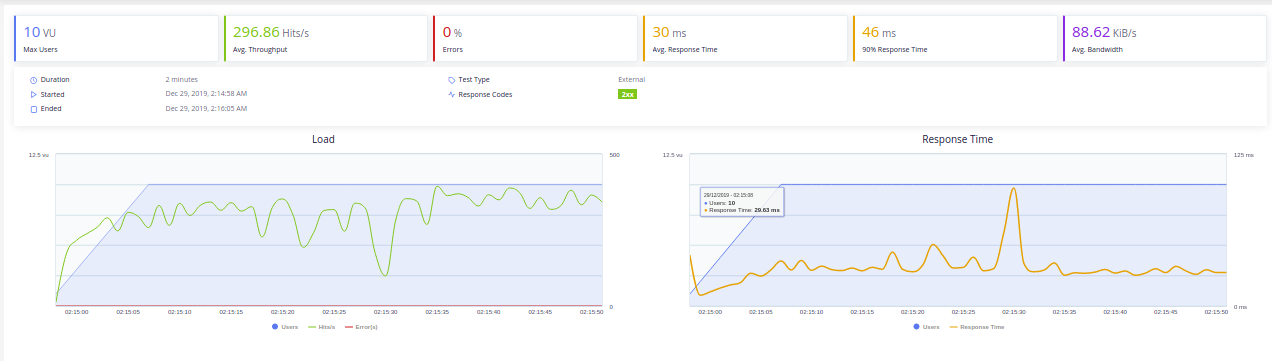 10 VU
Max Users
296.86 Hits/s
Avg. Throughput
0 %
Errors
30 ms
Avg. Response Time
46 ms
90% Response Time
88.62 KiB/s
Avg. Bandwidth
Duration 2 minutes
Started Dec 29, 2019, 2:14:58 AM
Ended Dec 29, 2019, 2:16:05 AM
Test Type External
Response Codes 2xx
Load
12.5 vu
500
0
02:15:00 02:15:05 02:15:10 02:15:15 02:15:20 02:15:25 02:15:30 02:15:35 02:15:40 02:15:45 02:15:50
Users Hits/s Error(s)
Response Time
12.5 vu
125 ms
29/12/2019 - 02:15:08
Users: 10
Response Time: 29.63 ms
0 ms
02:15:00 02:15:05 02:15:10 02:15:15 02:15:20 02:15:25 02:15:30 02:15:35 02:15:40 02:15:45 02:15:50
Users Response Time